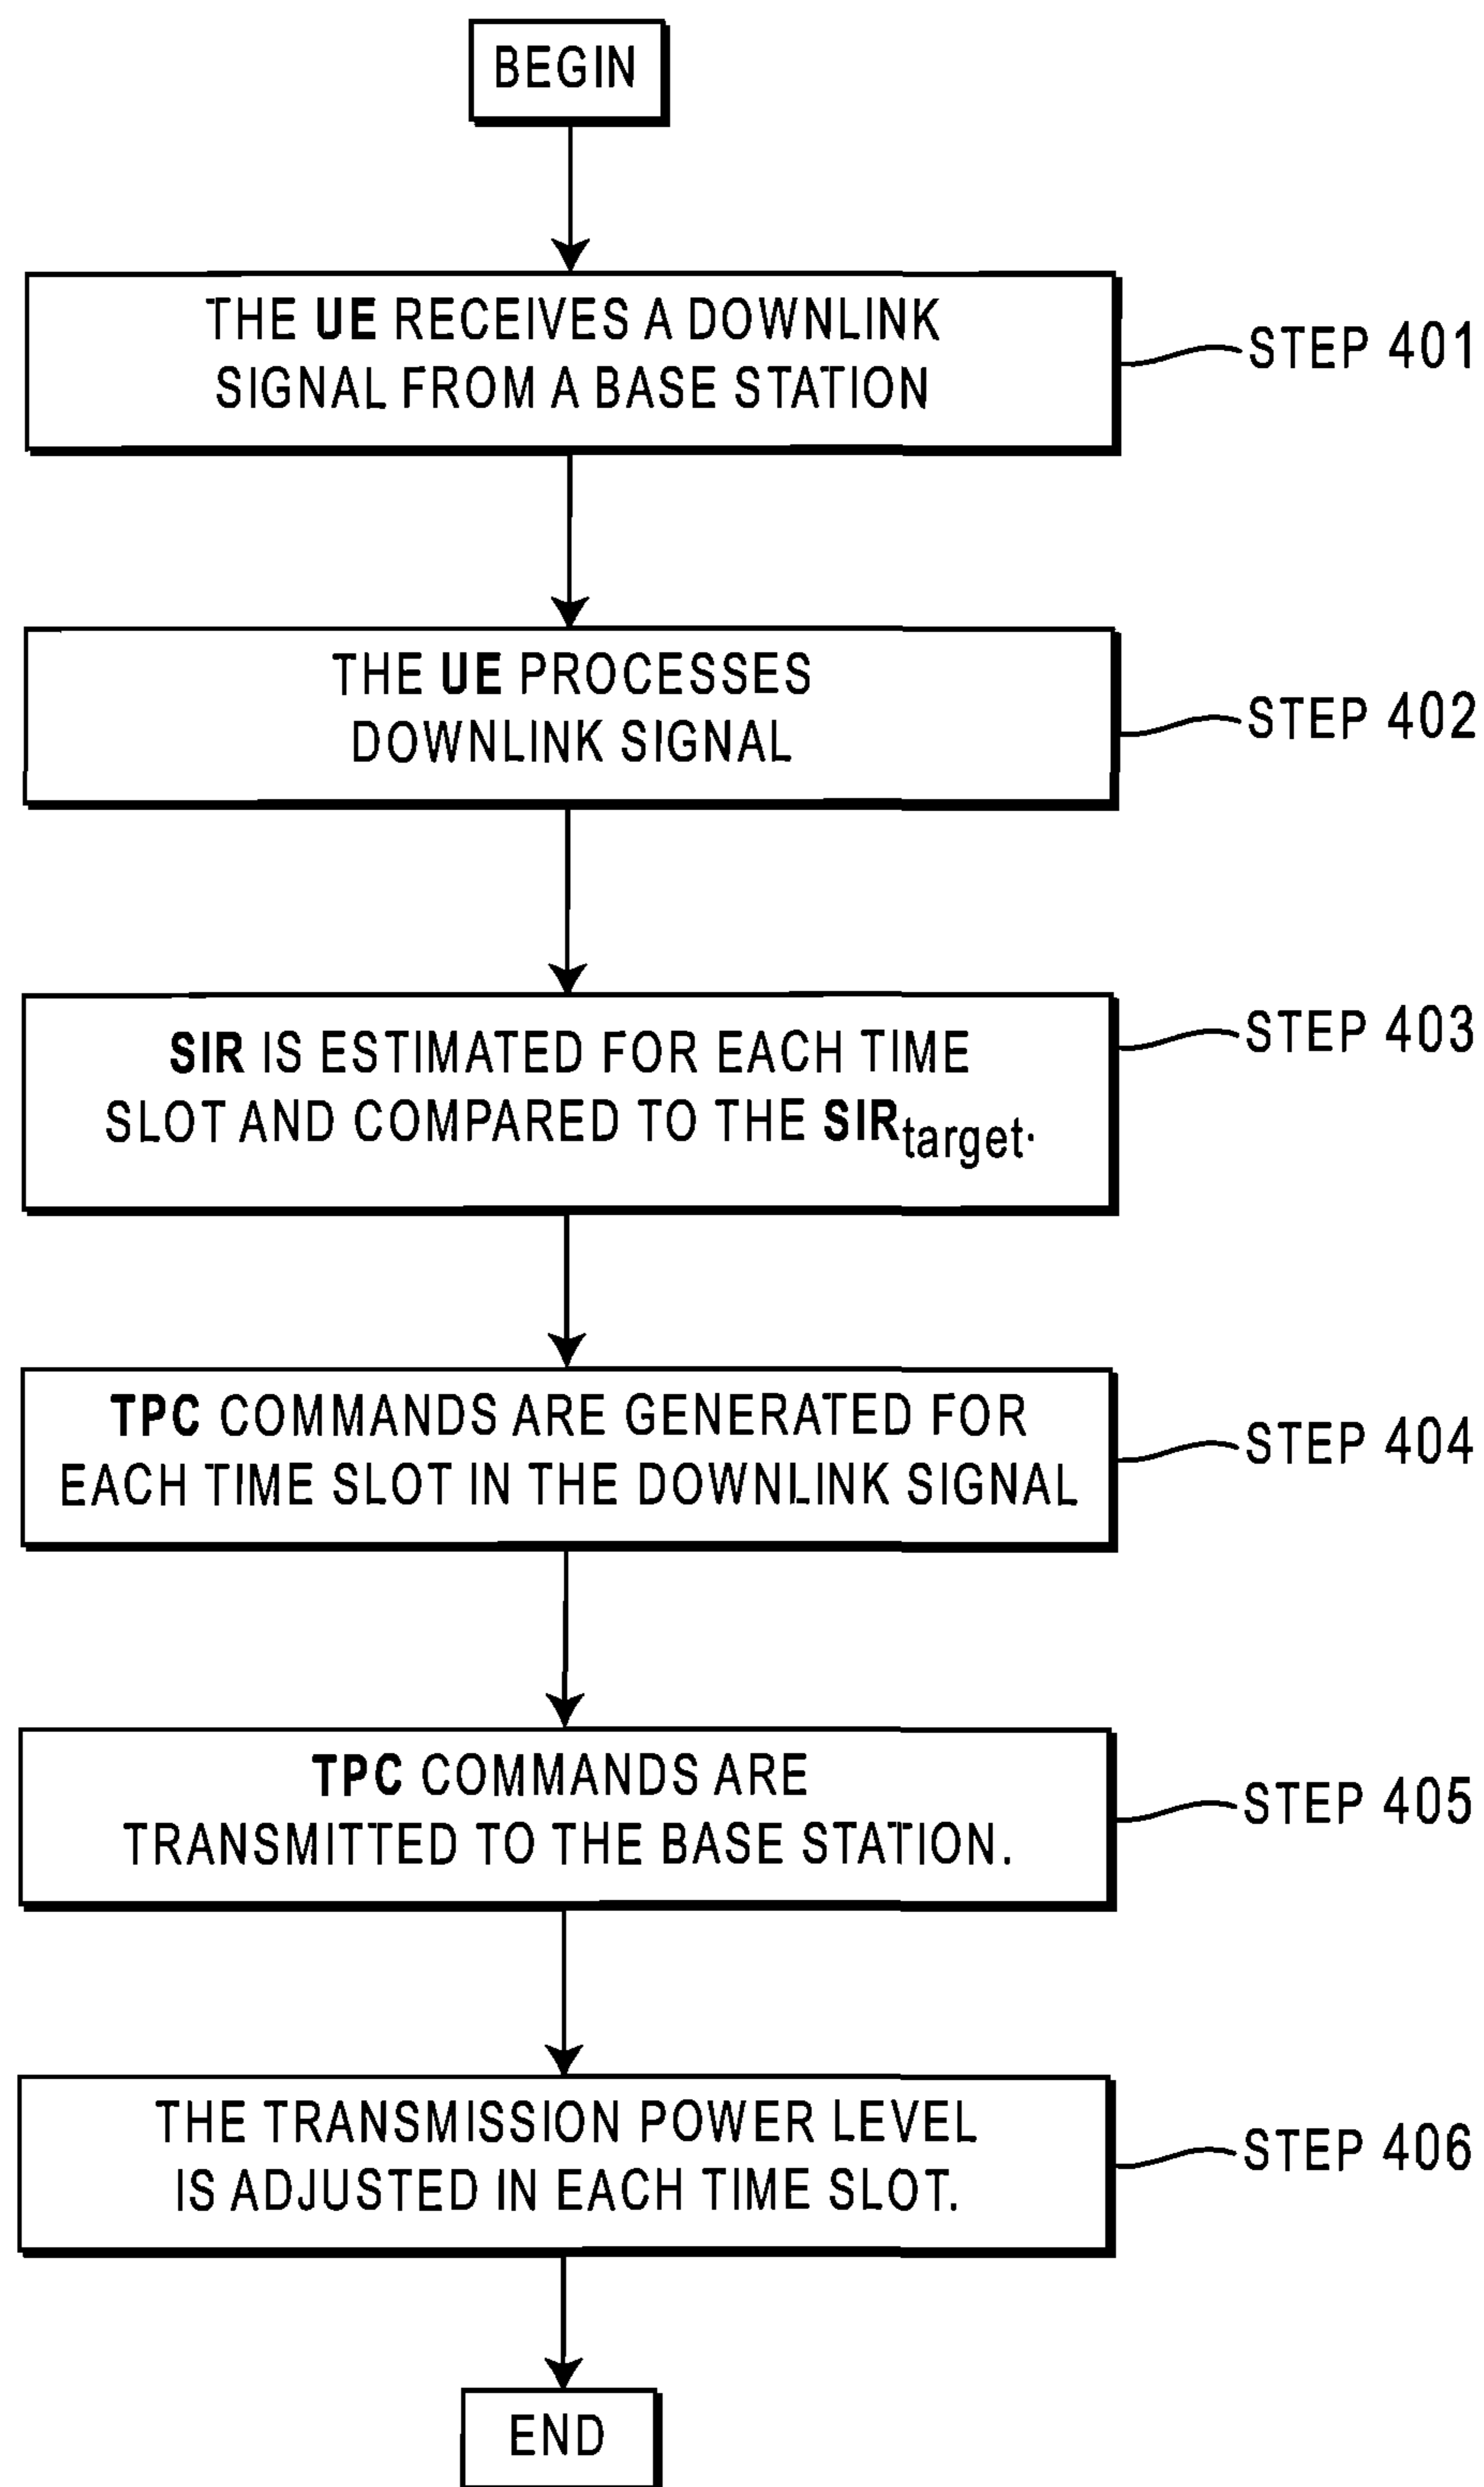 BEGIN
THE UE RECEIVES A DOWNLINK
SIGNAL FROM A BASE STATION
STEP 401
THE UE PROCESSES
DOWNLINK SIGNAL
STEP 402
SIR IS ESTIMATED FOR EACH TIME
SLOT AND COMPARED TO THE SIRtarget.
STEP 403
TPC COMMANDS ARE GENERATED FOR
EACH TIME SLOT IN THE DOWNLINK SIGNAL
STEP 404
TPC COMMANDS ARE
TRANSMITTED TO THE BASE STATION.
STEP 405
THE TRANSMISSION POWER LEVEL
IS ADJUSTED IN EACH TIME SLOT.
STEP 406
END